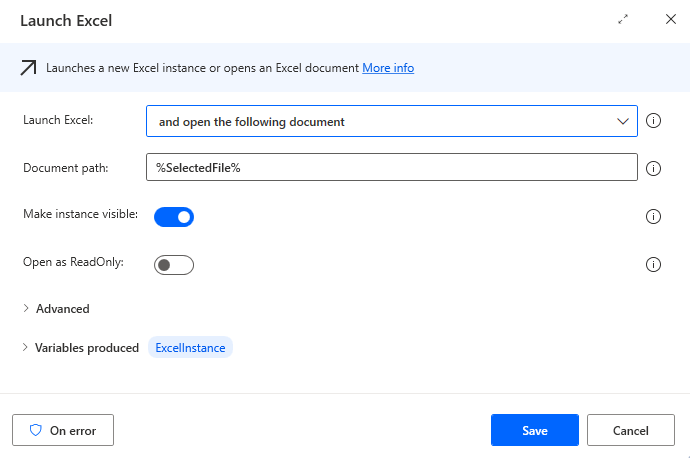 Launch Excel
Launches a new Excel instance or opens an Excel document More info
Launch Excel: and open the following document
Document path: %SelectedFile%
Make instance visible:
Open as ReadOnly:
Advanced
Variables produced ExcelInstance
On error Save Cancel